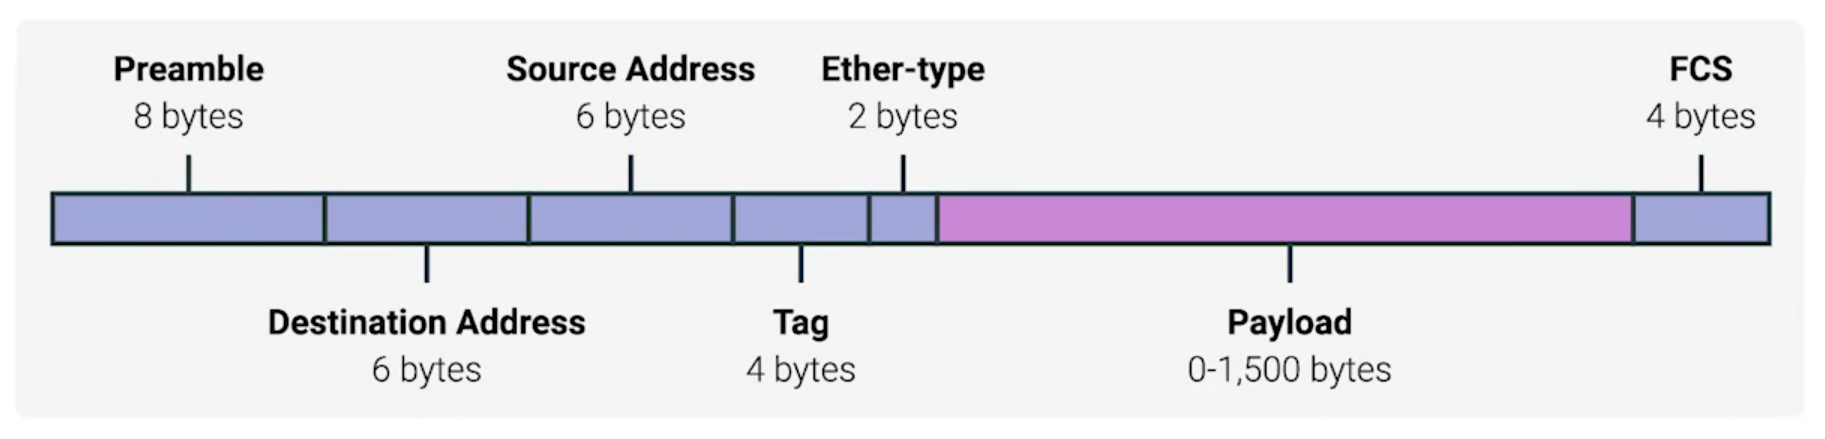 Preamble
8 bytes
Source Address
6 bytes
Ether-type
2 bytes
FCS
4 bytes
Destination Address
6 bytes
Tag
4 bytes
Payload
0-1,500 bytes